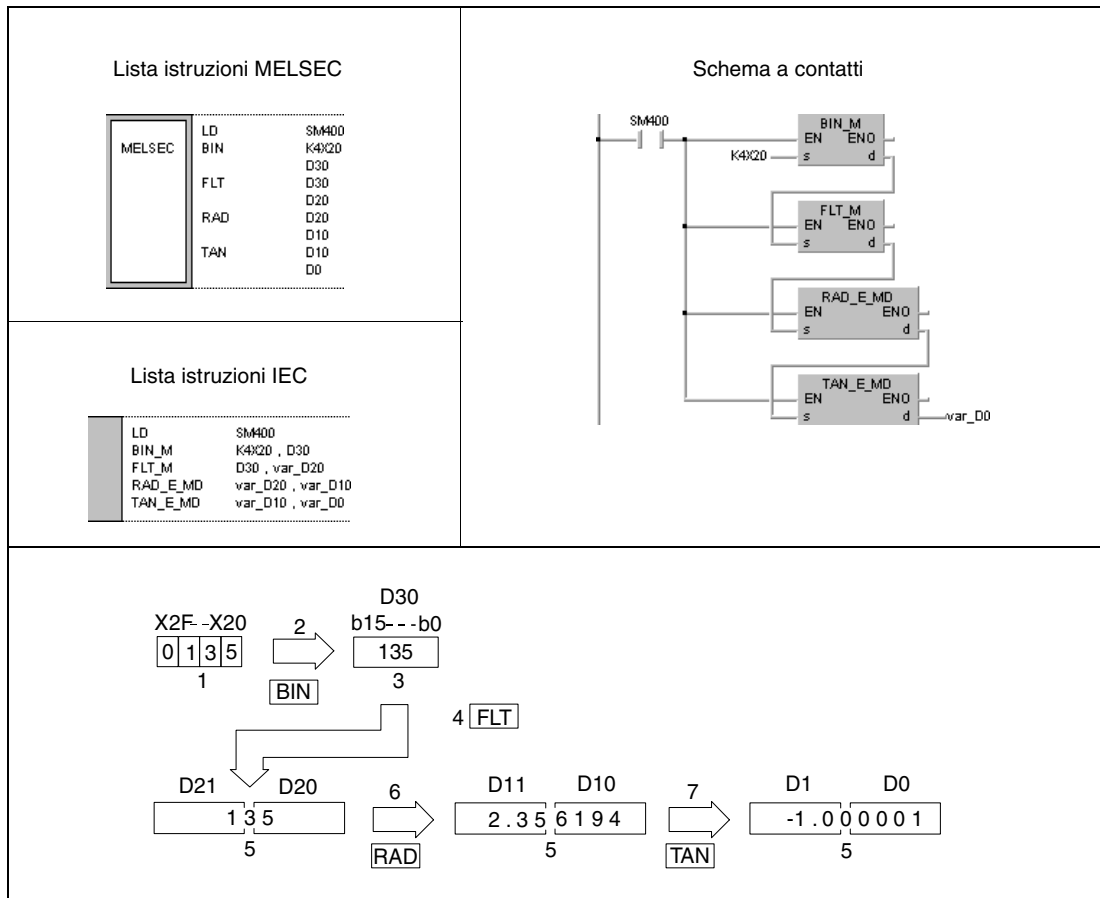 Lista istruzioni MELSEC
MELSEC
LD SM400
BIN K4X20
D30
FLT D30
D20
RAD D20
D10
TAN D10
D0
Lista istruzioni IEC
LD SM400
BIN_M K4X20 , D30
FLT_M D30 , var_D20
RAD_E_MD var_D20 , var_D10
TAN_E_MD var_D10 , var_D0
Schema a contatti
SM400
BIN_M
EN ENO
K4X20 s d
FLT_M
EN ENO
s d
RAD_E_MD
EN ENO
s d
TAN_E_MD
EN ENO
s d var_D0
D30
X2F- -X20 2 b15- - -b0
0 1 3 5 135
1 BIN 3
4 FLT
D21 D20 6 D11 D10 7 D1 D0
1 3 5 2 . 3 5 6 1 9 4 -1 . 0 0 0 0 0 1
5 RAD 5 TAN 5